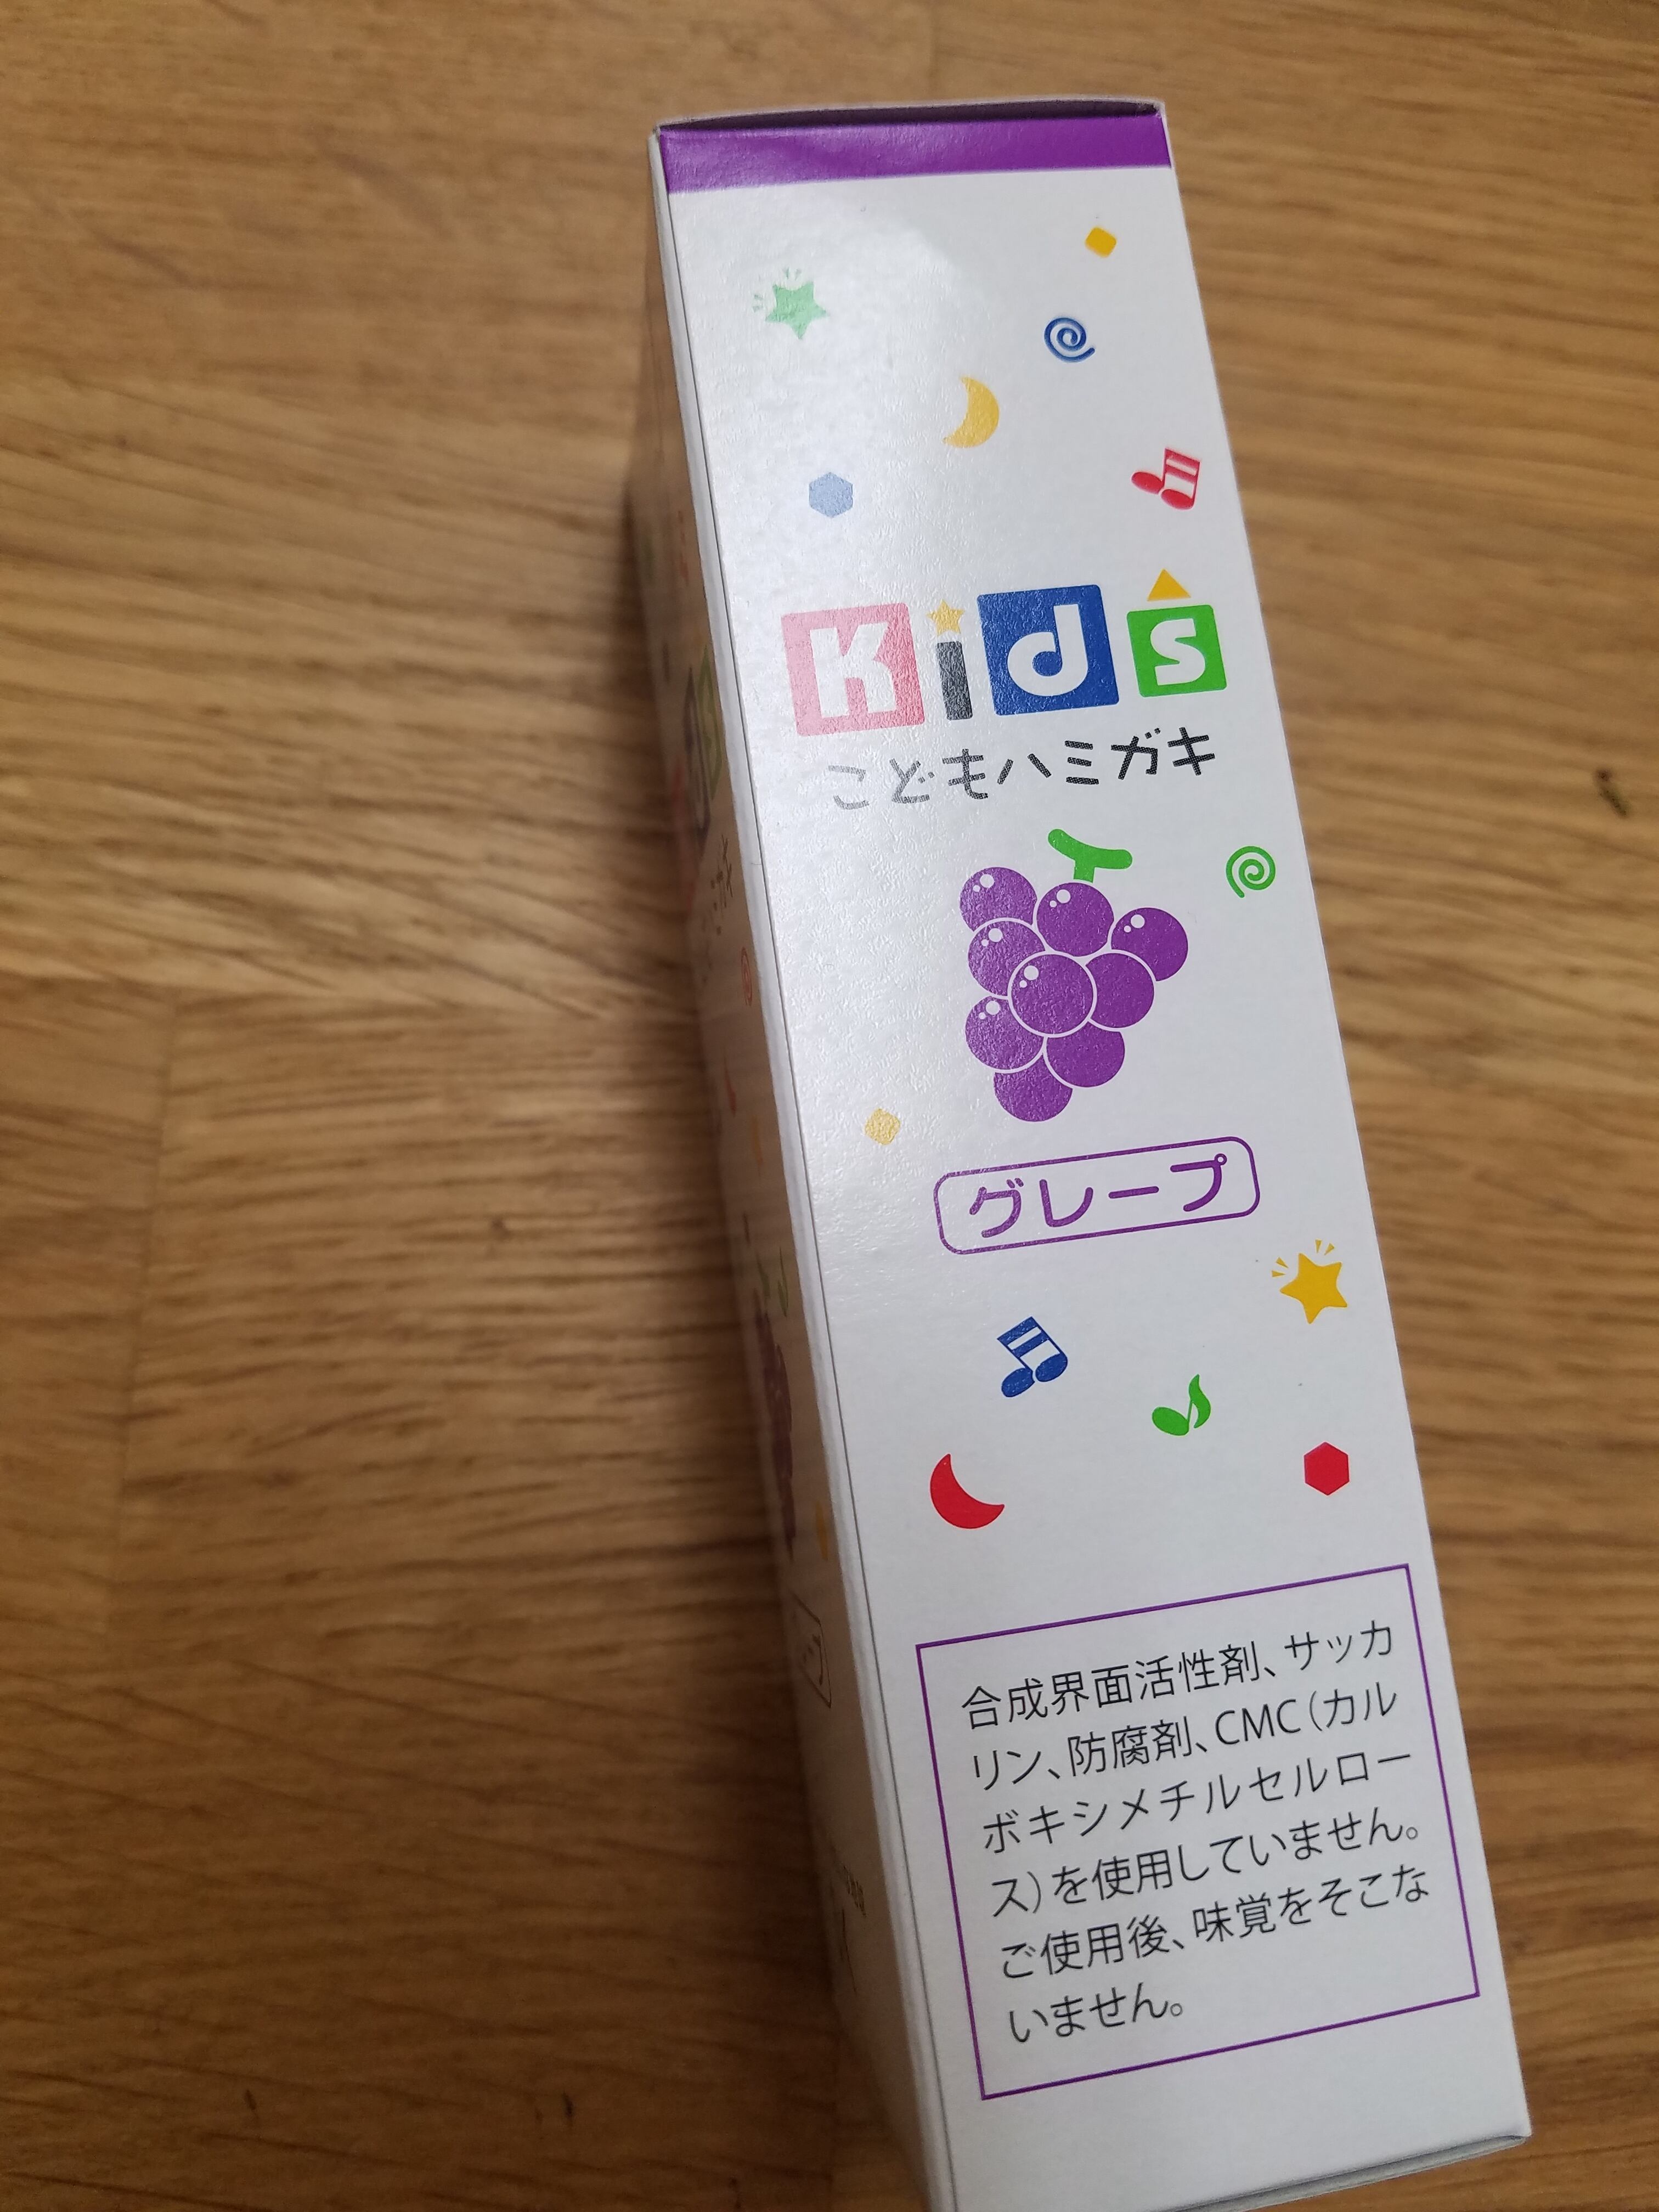 Kids
こどもハミガキ
グレープ
合成界面活性剤、サッカ
リン、防腐剤、CMC（カル
ボキシメチルセルロー
ス）を使用していません。
ご使用後、味覚をそこな
いません。